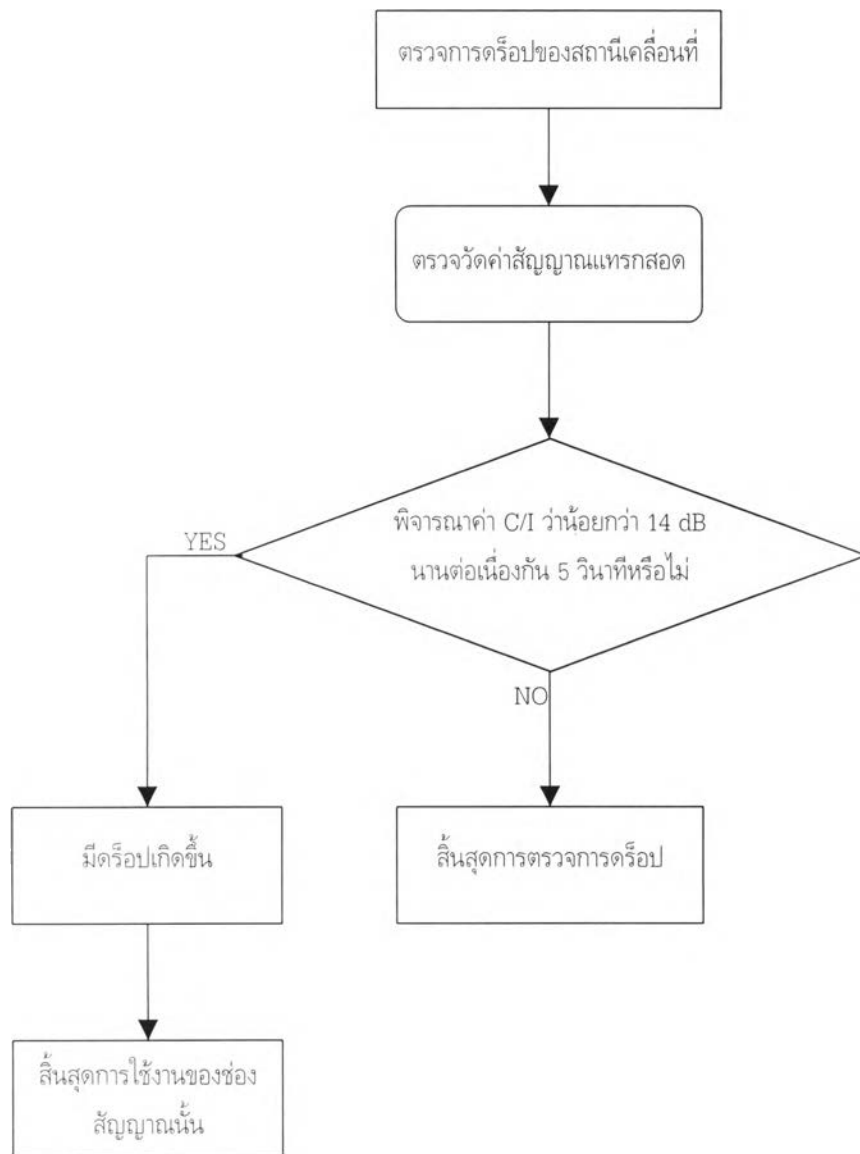 ตรวจการดร็อปของสถานีเคลื่อนที่
ตรวจวัดค่าสัญญาณแทรกสอด
พิจารณาค่า C/I ว่าน้อยกว่า 14 dB
นานต่อเนื่องกัน 5 วินาทีหรือไม่
YES
NO
มีดร็อปเกิดขึ้น
สิ้นสุดการตรวจการดร็อป
สิ้นสุดการใช้งานของช่อง
สัญญาณนั้น